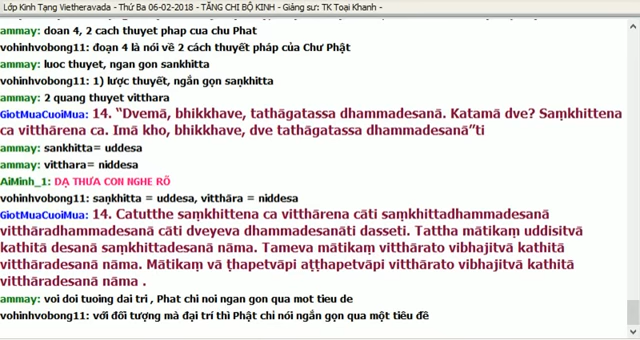 Lớp Kinh Tạng Vietheravada - Thứ Ba 06-02-2018 - TĂNG CHI BỘ KINH - Giảng sư: TK Toại Khanh -
ammay: doan 4, 2 cach thuyet phap cua chu Phat
vohinhvobong11: đoạn 4 là nói về 2 cách thuyết pháp của Chư Phật
ammay: luoc thuyet, ngan gon sankhitta
vohinhvobong11: 1) lược thuyết, ngắn gọn saṇkhitta
ammay: 2 quang thuyet vitthara
GiotMuaCuoiMua: 14. “Dvemā, bhikkhave, tathāgatassa dhammadesanā. Katamā dve? Saṃkhittena
ca vitthārena ca. Imā kho, bhikkhave, dve tathāgatassa dhammadesanā”ti
ammay: sankhitta= uddesa
ammay: vitthara= niddesa
AiMinh_1: DẠ THƯA CON NGHE RÕ
vohinhvobong11: saṇkhitta = uddesa, vitthāra = niddesa
GiotMuaCuoiMua: 14. Catutthe saṃkhittena ca vitthārena cāti saṃkhittadhammadesanā
vitthāradhammadesanā cāti dveyeva dhammadesanāti dasseti. Tattha mātikaṃ uddisitvā
kathitā desanā saṃkhittadesanā nāma. Tameva mātikaṃ vitthārato vibhajitvā kathitā
vitthāradesanā nāma. Mātikaṃ vā ṭhapetvāpi aṭṭhapetvāpi vitthārato vibhajitvā kathitā
vitthāradesanā nāma .
ammay: voi doi tuoing dai tri , Phat chi noi ngan gon qua mot tieu de
vohinhvobong11: với đối tượng mà đại trí thì Phật chỉ nói ngắn gọn qua một tiêu đề